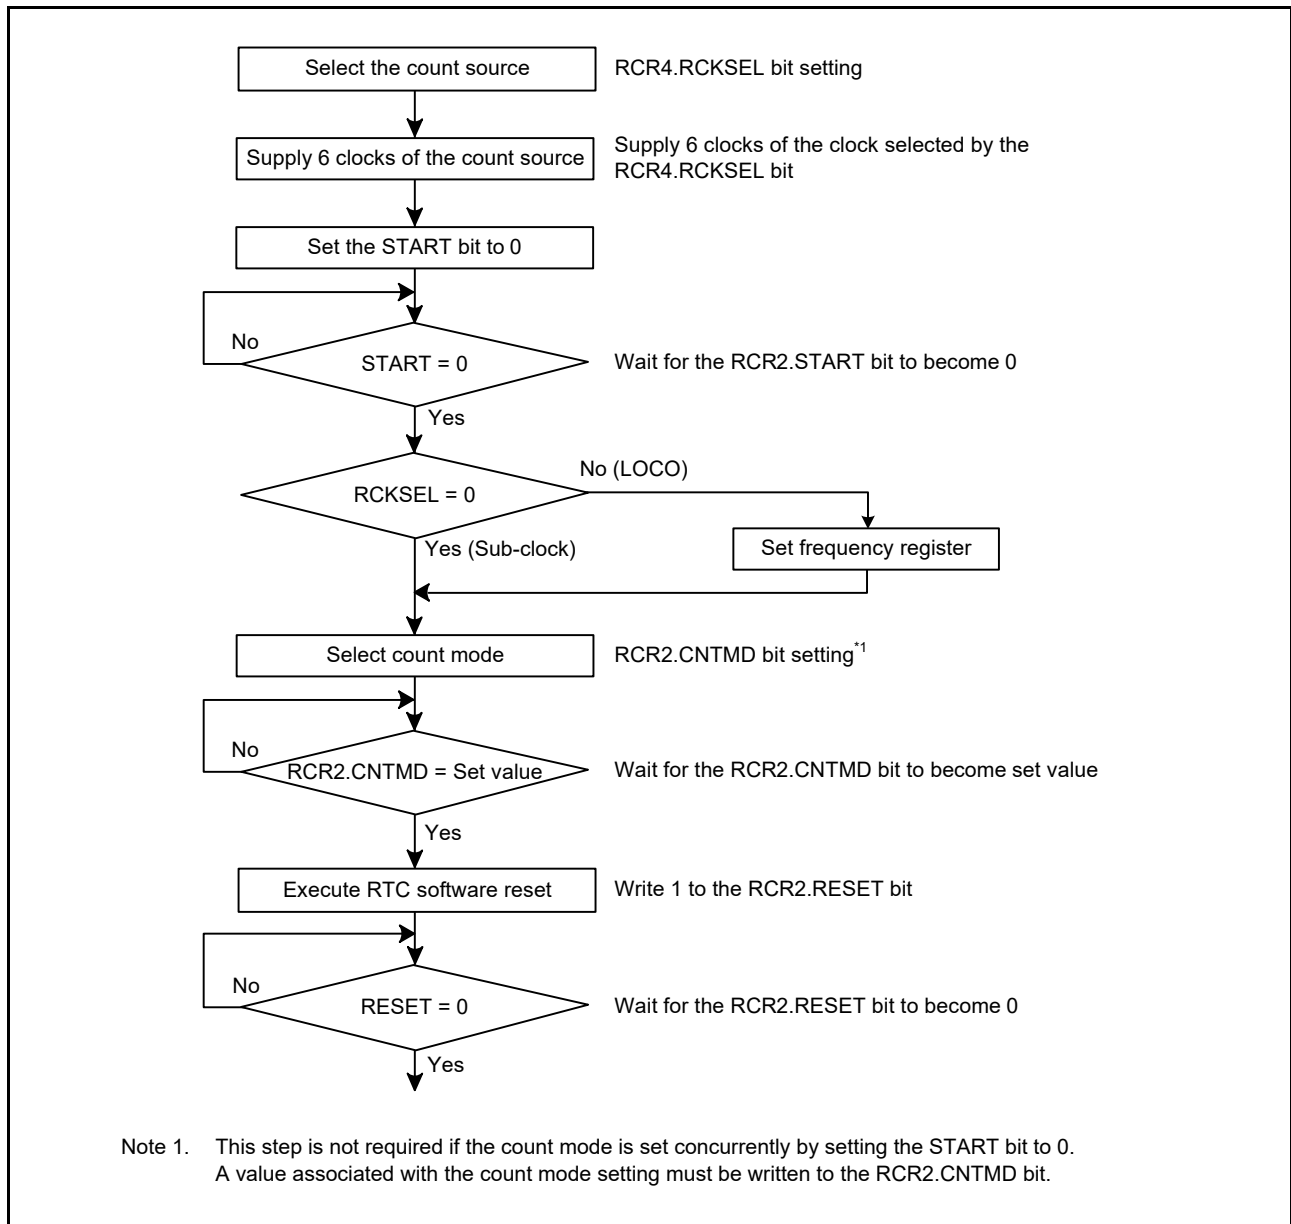 Select the count source
RCR4.RCKSEL bit setting
Supply 6 clocks of the count source
Supply 6 clocks of the clock selected by the
RCR4.RCKSEL bit
Set the START bit to 0
No
START = 0
Wait for the RCR2.START bit to become 0
Yes
No (LOCO)
RCKSEL = 0
Yes (Sub-clock)
Set frequency register
Select count mode
RCR2.CNTMD bit setting*1
No
RCR2.CNTMD = Set value
Wait for the RCR2.CNTMD bit to become set value
Yes
Execute RTC software reset
Write 1 to the RCR2.RESET bit
No
RESET = 0
Wait for the RCR2.RESET bit to become 0
Yes
Note 1. This step is not required if the count mode is set concurrently by setting the START bit to 0.
A value associated with the count mode setting must be written to the RCR2.CNTMD bit.